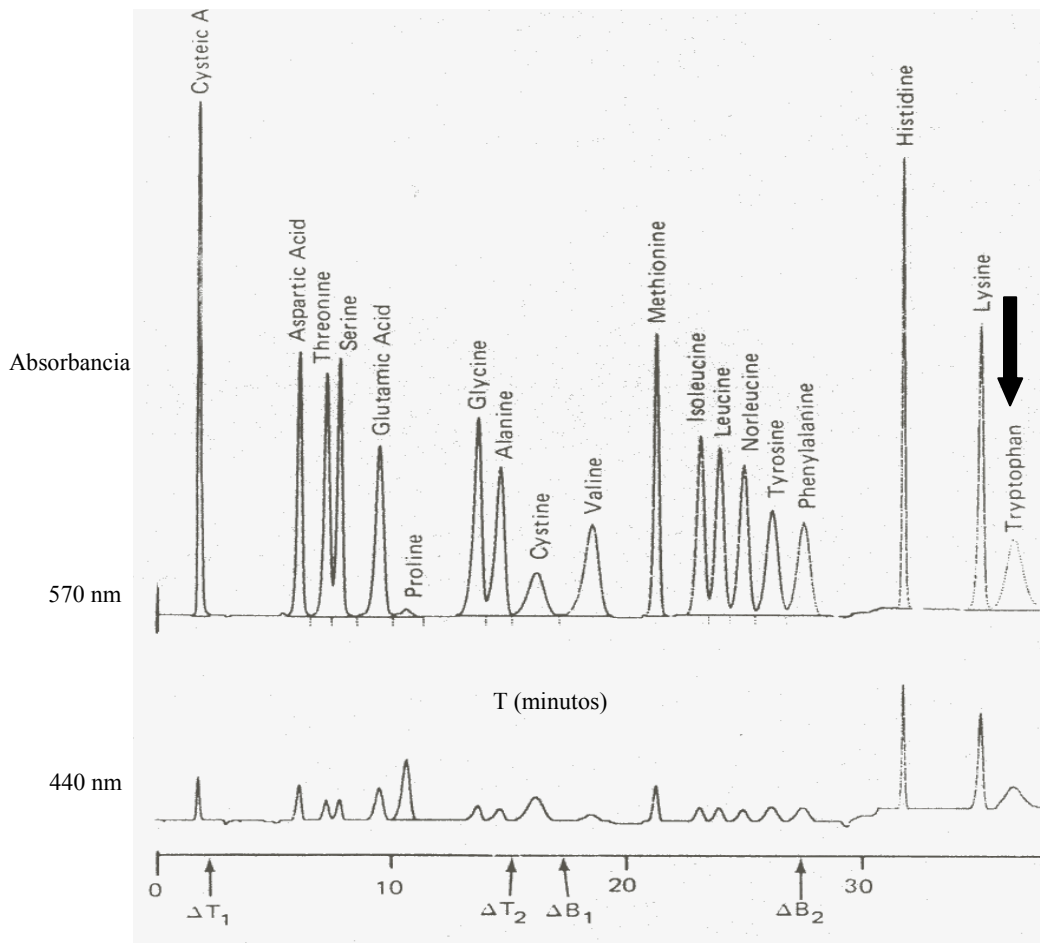 Cysteic A
Aspartic Acid
Threonine
Serine
Glutamic Acid
Proline
Glycine
Alanine
Cystine
Valine
Methionine
Isoleucine
Leucine
Norleucine
Tyrosine
Phenylalanine
Histidine
Lysine
Tryptophan
Absorbancia
570 nm
T (minutos)
440 nm
0 10 20 30
ΔT1 ΔT2 ΔB1 ΔB2